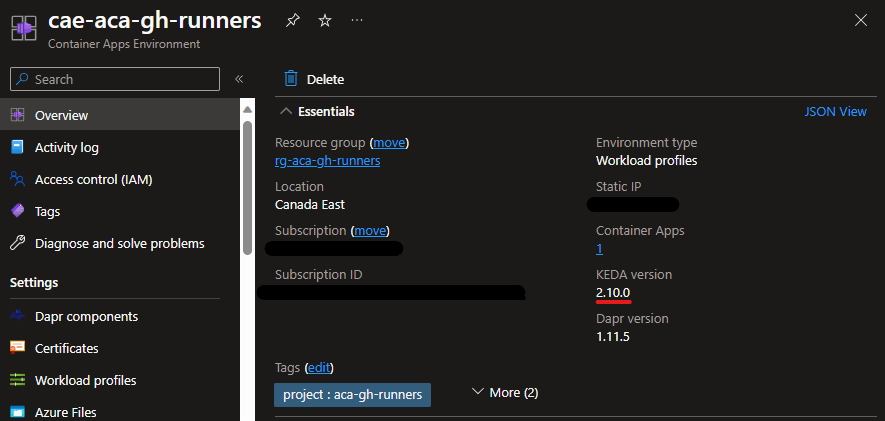 cae-aca-gh-runners
Container Apps Environment
Search
Overview
Activity log
Access control (IAM)
Tags
Diagnose and solve problems
Settings
Dapr components
Certificates
Workload profiles
Azure Files
Delete
Essentials
JSON View
Resource group (move)
rg-aca-gh-runners
Location
Canada East
Subscription (move)
Subscription ID
Environment type
Workload profiles
Static IP
Container Apps
1
KEDA version
2.10.0
Dapr version
1.11.5
Tags (edit)
project : aca-gh-runners
More (2)